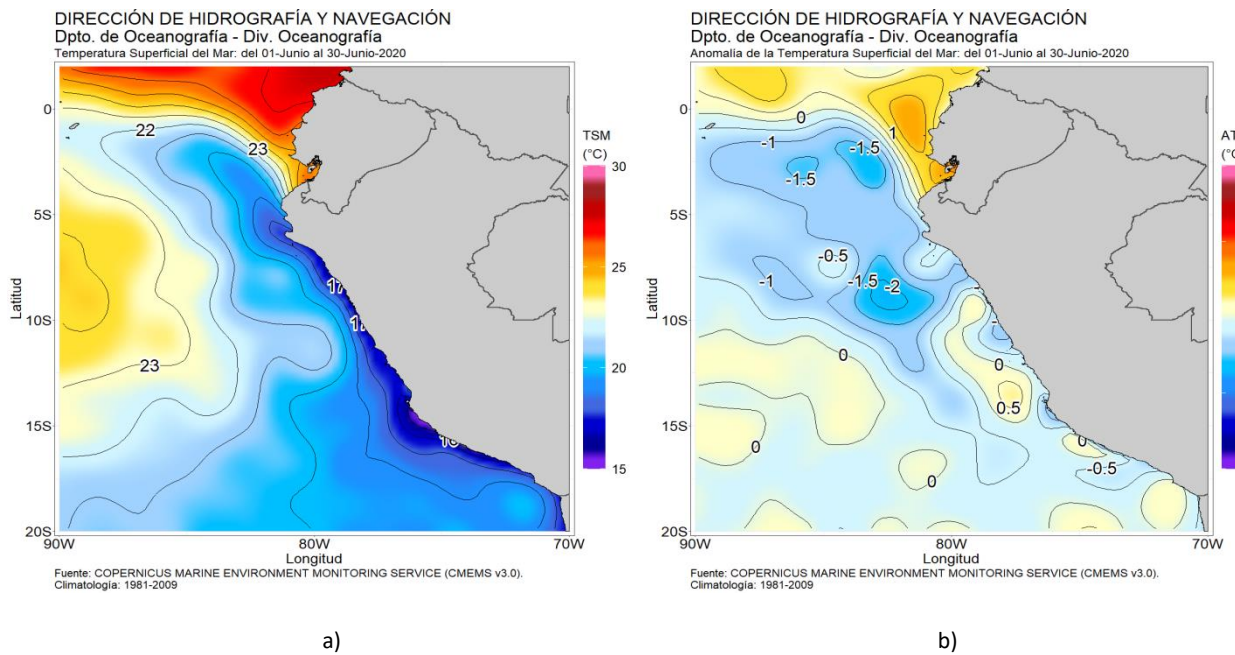 DIRECCIÓN DE HIDROGRAFÍA Y NAVEGACIÓN
Dpto. de Oceanografía - Div. Oceanografía
Temperatura Superficial del Mar: del 01-Junio al 30-Junio-2020
0
5S
10S
15S
20S
Latitud
90W
80W
70W
Longitud
22
23
23
17
TSM
(°C)
30
25
20
15
Fuente: COPERNICUS MARINE ENVIRONMENT MONITORING SERVICE (CMEMS v3.0).
Climatología: 1981-2009
a)
DIRECCIÓN DE HIDROGRAFÍA Y NAVEGACIÓN
Dpto. de Oceanografía - Div. Oceanografía
Anomalía de la Temperatura Superficial del Mar: del 01-Junio al 30-Junio-2020
0
5S
10S
15S
20S
Latitud
90W
80W
70W
Longitud
0
1
-1
-1.5
-1.5
-0.5
-1
-1.5
-2
0
0
0.5
0
0
-0.5
0
Fuente: COPERNICUS MARINE ENVIRONMENT MONITORING SERVICE (CMEMS v3.0).
Climatología: 1981-2009
b)